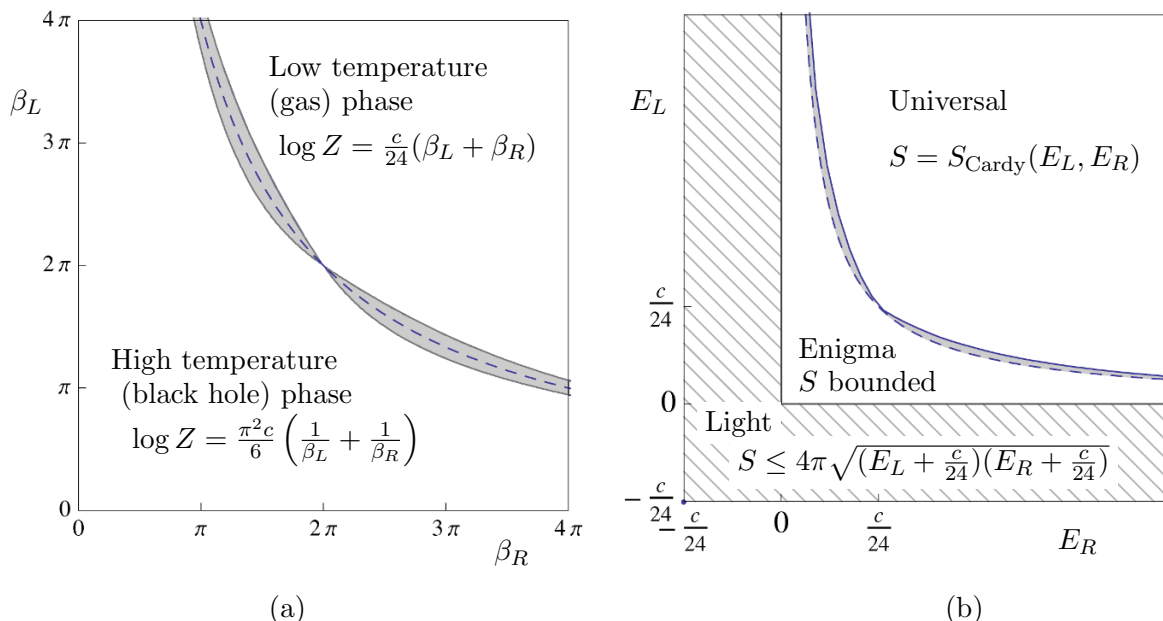 4π
Low temperature
(gas) phase
log Z = c/24 (β_L + β_R)
β_L
3π
2π
High temperature
(black hole) phase
log Z = π²c/6 (1/β_L + 1/β_R)
π
0
0 π 2π 3π 4π
β_R
(a)
E_L
Universal
S = S_Cardy(E_L, E_R)
c/24
Enigma
S bounded
0
Light
S ≤ 4π√((E_L + c/24)(E_R + c/24))
−c/24
−c/24 0 c/24 E_R
(b)